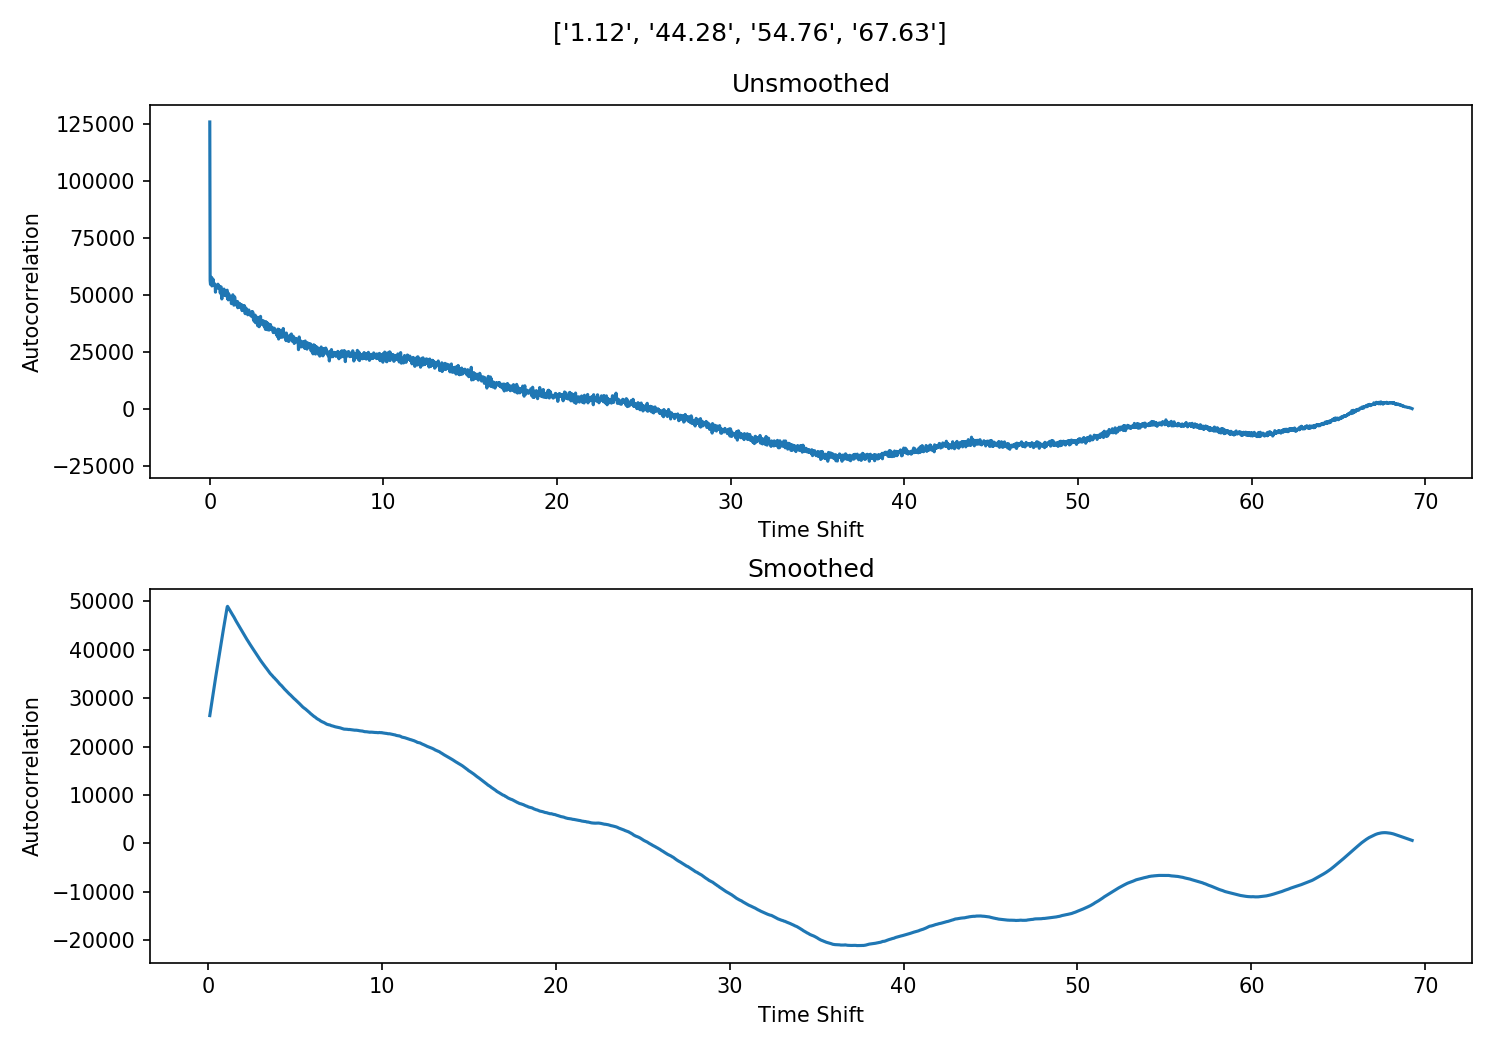 ['1.12', '44.28', '54.76', '67.63']
Unsmoothed
125000
100000
75000
50000
25000
0
−25000
Autocorrelation
0 10 20 30 40 50 60 70
Time Shift
Smoothed
50000
40000
30000
20000
10000
0
−10000
−20000
Autocorrelation
0 10 20 30 40 50 60 70
Time Shift